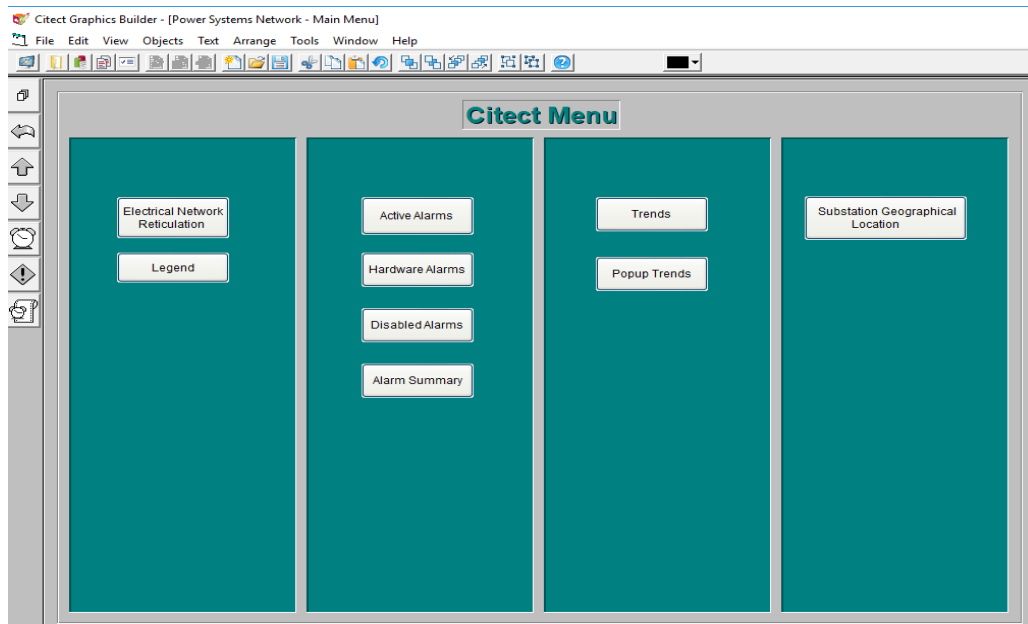 Citect Graphics Builder - [Power Systems Network - Main Menu]
File Edit View Objects Text Arrange Tools Window Help
Citect Menu
Electrical Network
Reticulation
Legend
Active Alarms
Hardware Alarms
Disabled Alarms
Alarm Summary
Trends
Popup Trends
Substation Geographical
Location